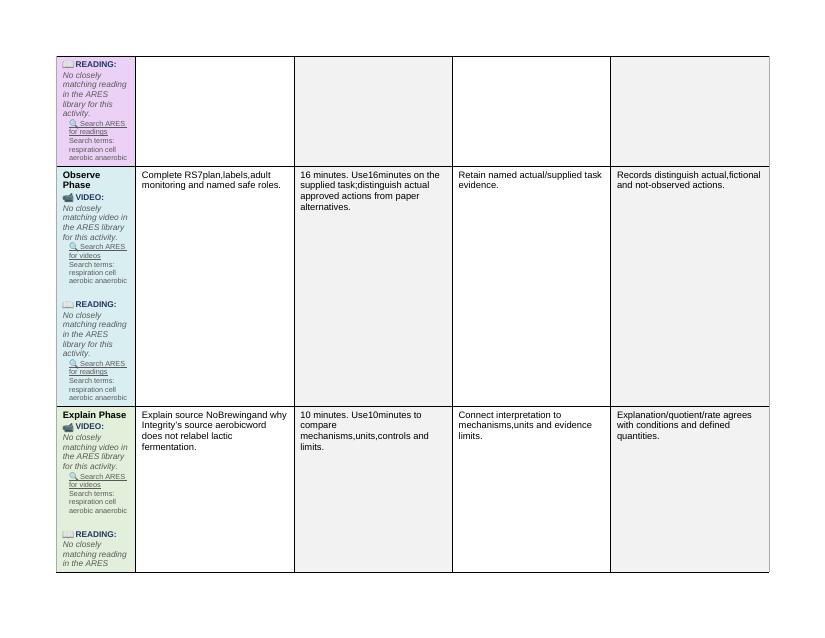 📖 READING:
No closely
matching reading
in the ARES
library for this
activity.
🔍 Search ARES
for readings
Search terms:
respiration cell
aerobic anaerobic
Observe
Phase
📹 VIDEO:
No closely
matching video in
the ARES library
for this activity.
🔍 Search ARES
for videos
Search terms:
respiration cell
aerobic anaerobic
📖 READING:
No closely
matching reading
in the ARES
library for this
activity.
🔍 Search ARES
for readings
Search terms:
respiration cell
aerobic anaerobic
Complete RS7plan,labels,adult
monitoring and named safe roles.
16 minutes. Use16minutes on the
supplied task;distinguish actual
approved actions from paper
alternatives.
Retain named actual/supplied task
evidence.
Records distinguish actual,fictional
and not-observed actions.
Explain Phase
📹 VIDEO:
No closely
matching video in
the ARES library
for this activity.
🔍 Search ARES
for videos
Search terms:
respiration cell
aerobic anaerobic
📖 READING:
No closely
matching reading
in the ARES
Explain source NoBrewingand why
Integrity's source aerobicword
does not relabel lactic
fermentation.
10 minutes. Use10minutes to
compare
mechanisms,units,controls and
limits.
Connect interpretation to
mechanisms,units and evidence
limits.
Explanation/quotient/rate agrees
with conditions and defined
quantities.